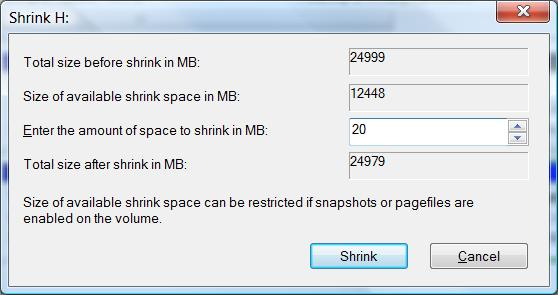 Shrink H:
Total size before shrink in MB: 24999
Size of available shrink space in MB: 12448
Enter the amount of space to shrink in MB: 20
Total size after shrink in MB: 24979
Size of available shrink space can be restricted if snapshots or pagefiles are
enabled on the volume.
Shrink Cancel